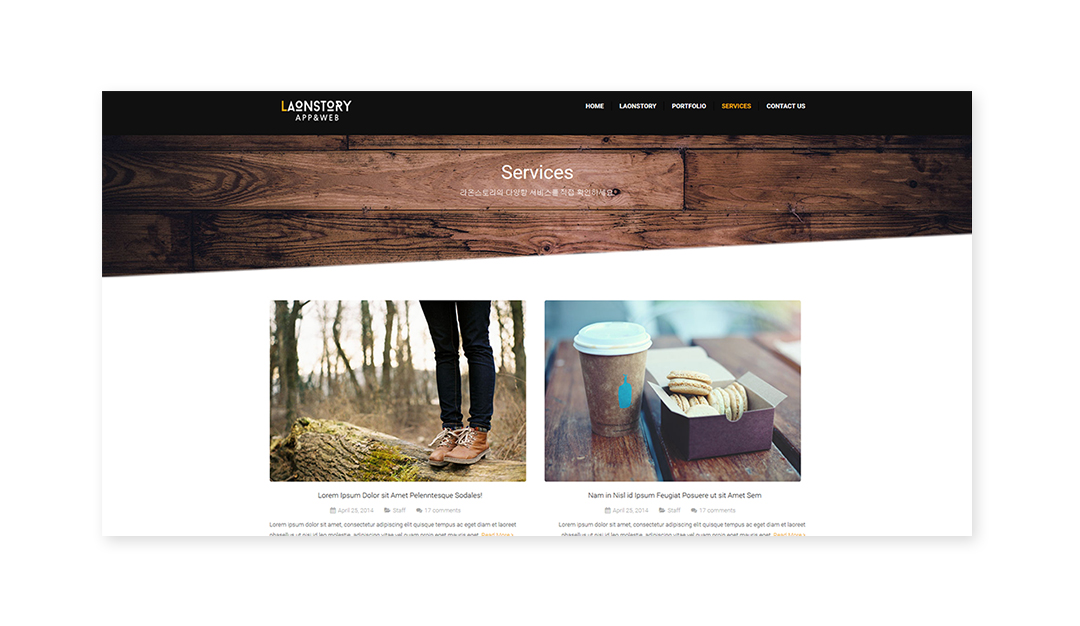 LAONSTORY
APP&WEB
HOME LAONSTORY PORTFOLIO SERVICES CONTACT US
Services
라온스토리의 다양항 서비스를 직접 확인하세요.
Lorem Ipsum Dolor sit Amet Pelenntesque Sodales!
April 25, 2014 Staff 17 comments
Lorem ipsum dolor sit amet, consectetur adipiscing elit quisque tempus ac eget diam et laoreet
phasellus ut nisi id leo molestie, adipiscing vitae vel quam proin eget mauris eget. Read More >
Nam in Nisl id Ipsum Feugiat Posuere ut sit Amet Sem
April 25, 2014 Staff 17 comments
Lorem ipsum dolor sit amet, consectetur adipiscing elit quisque tempus ac eget diam et laoreet
phasellus ut nisi id leo molestie, adipiscing vitae vel quam proin eget mauris eget. Read More >